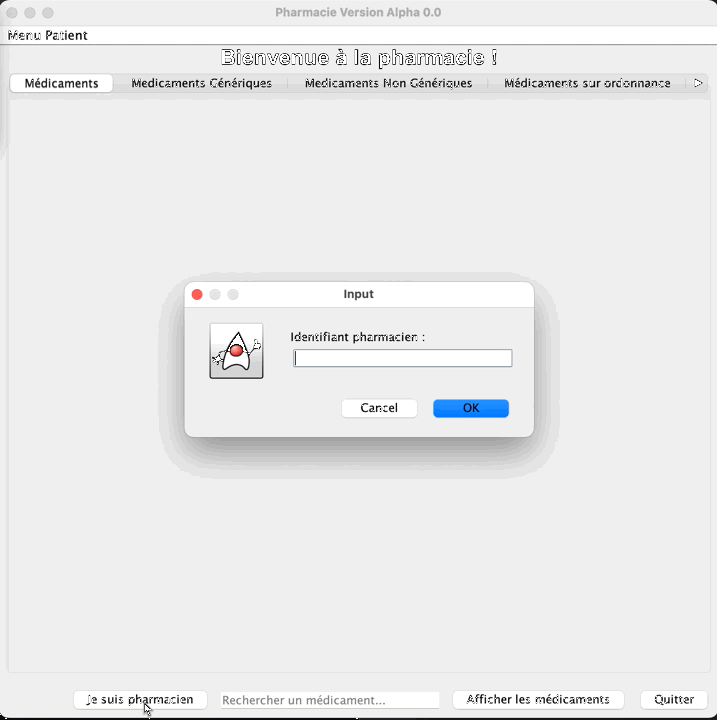 Pharmacie Version Alpha 0.0
Menu Patient
Bienvenue à la pharmacie !
Médicaments Medicaments Génériques Medicaments Non Génériques Médicaments sur ordonnance
Input
Identifiant pharmacien :
Cancel OK
Je suis pharmacien Rechercher un médicament... Afficher les médicaments Quitter